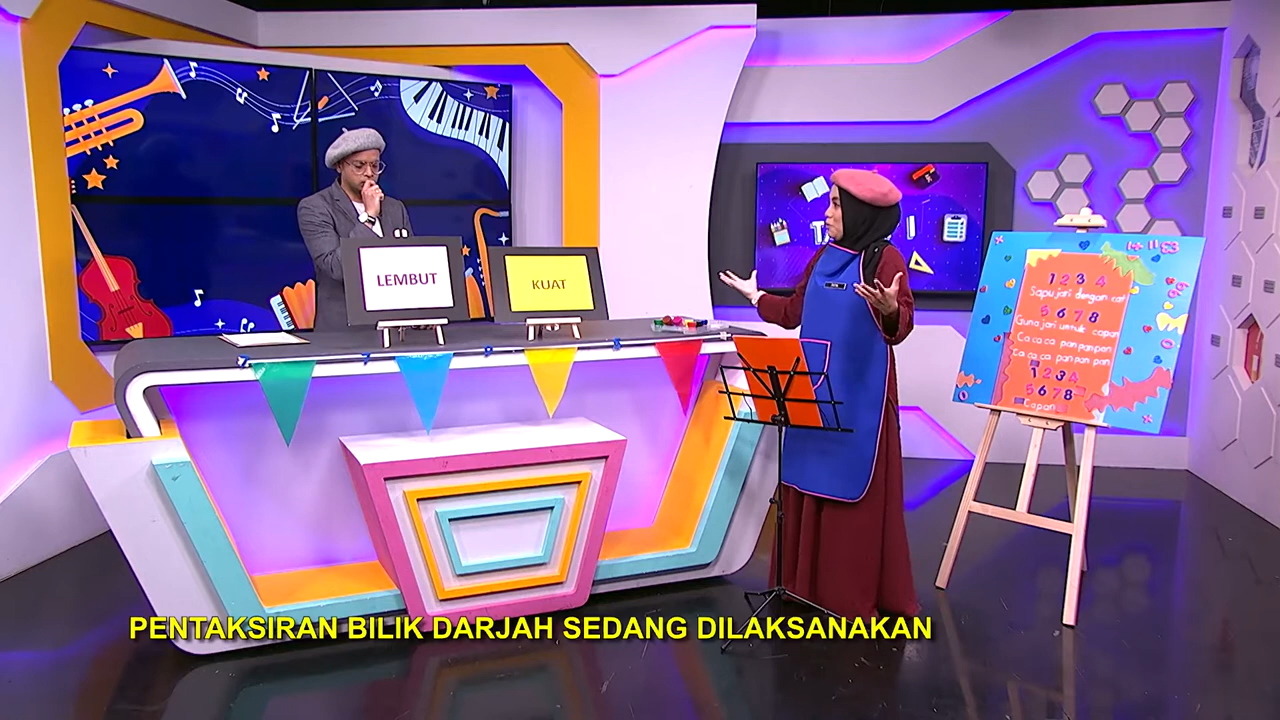 LEMBUT
KUAT
1 2 3 4
Sapu jari dengan cat
5 6 7 8
Guna jari untuk capan
Ca ca ca pan pan pan
Ca ca ca pan pan pan
1 2 3 4
5 6 7 8
Capan
PENTAKSIRAN BILIK DARJAH SEDANG DILAKSANAKAN